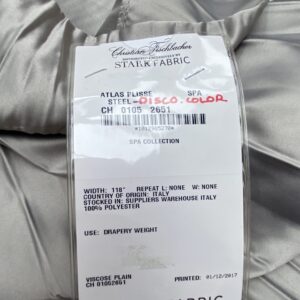 Christian Fischbacher
STARK FABRIC
ATLAS PLISSE SPA
STEEL-DISCO.COLOR
CH 0105 2651
SPA COLLECTION
WIDTH: 118" REPEAT L: NONE W: NONE
COUNTRY OF ORIGIN: ITALY
STOCKED IN: SUPPLIERS WAREHOUSE ITALY
100% POLYESTER
USE: DRAPERY WEIGHT
VISCOSE PLAIN PRINTED: 01/12/2017
CH 01052651